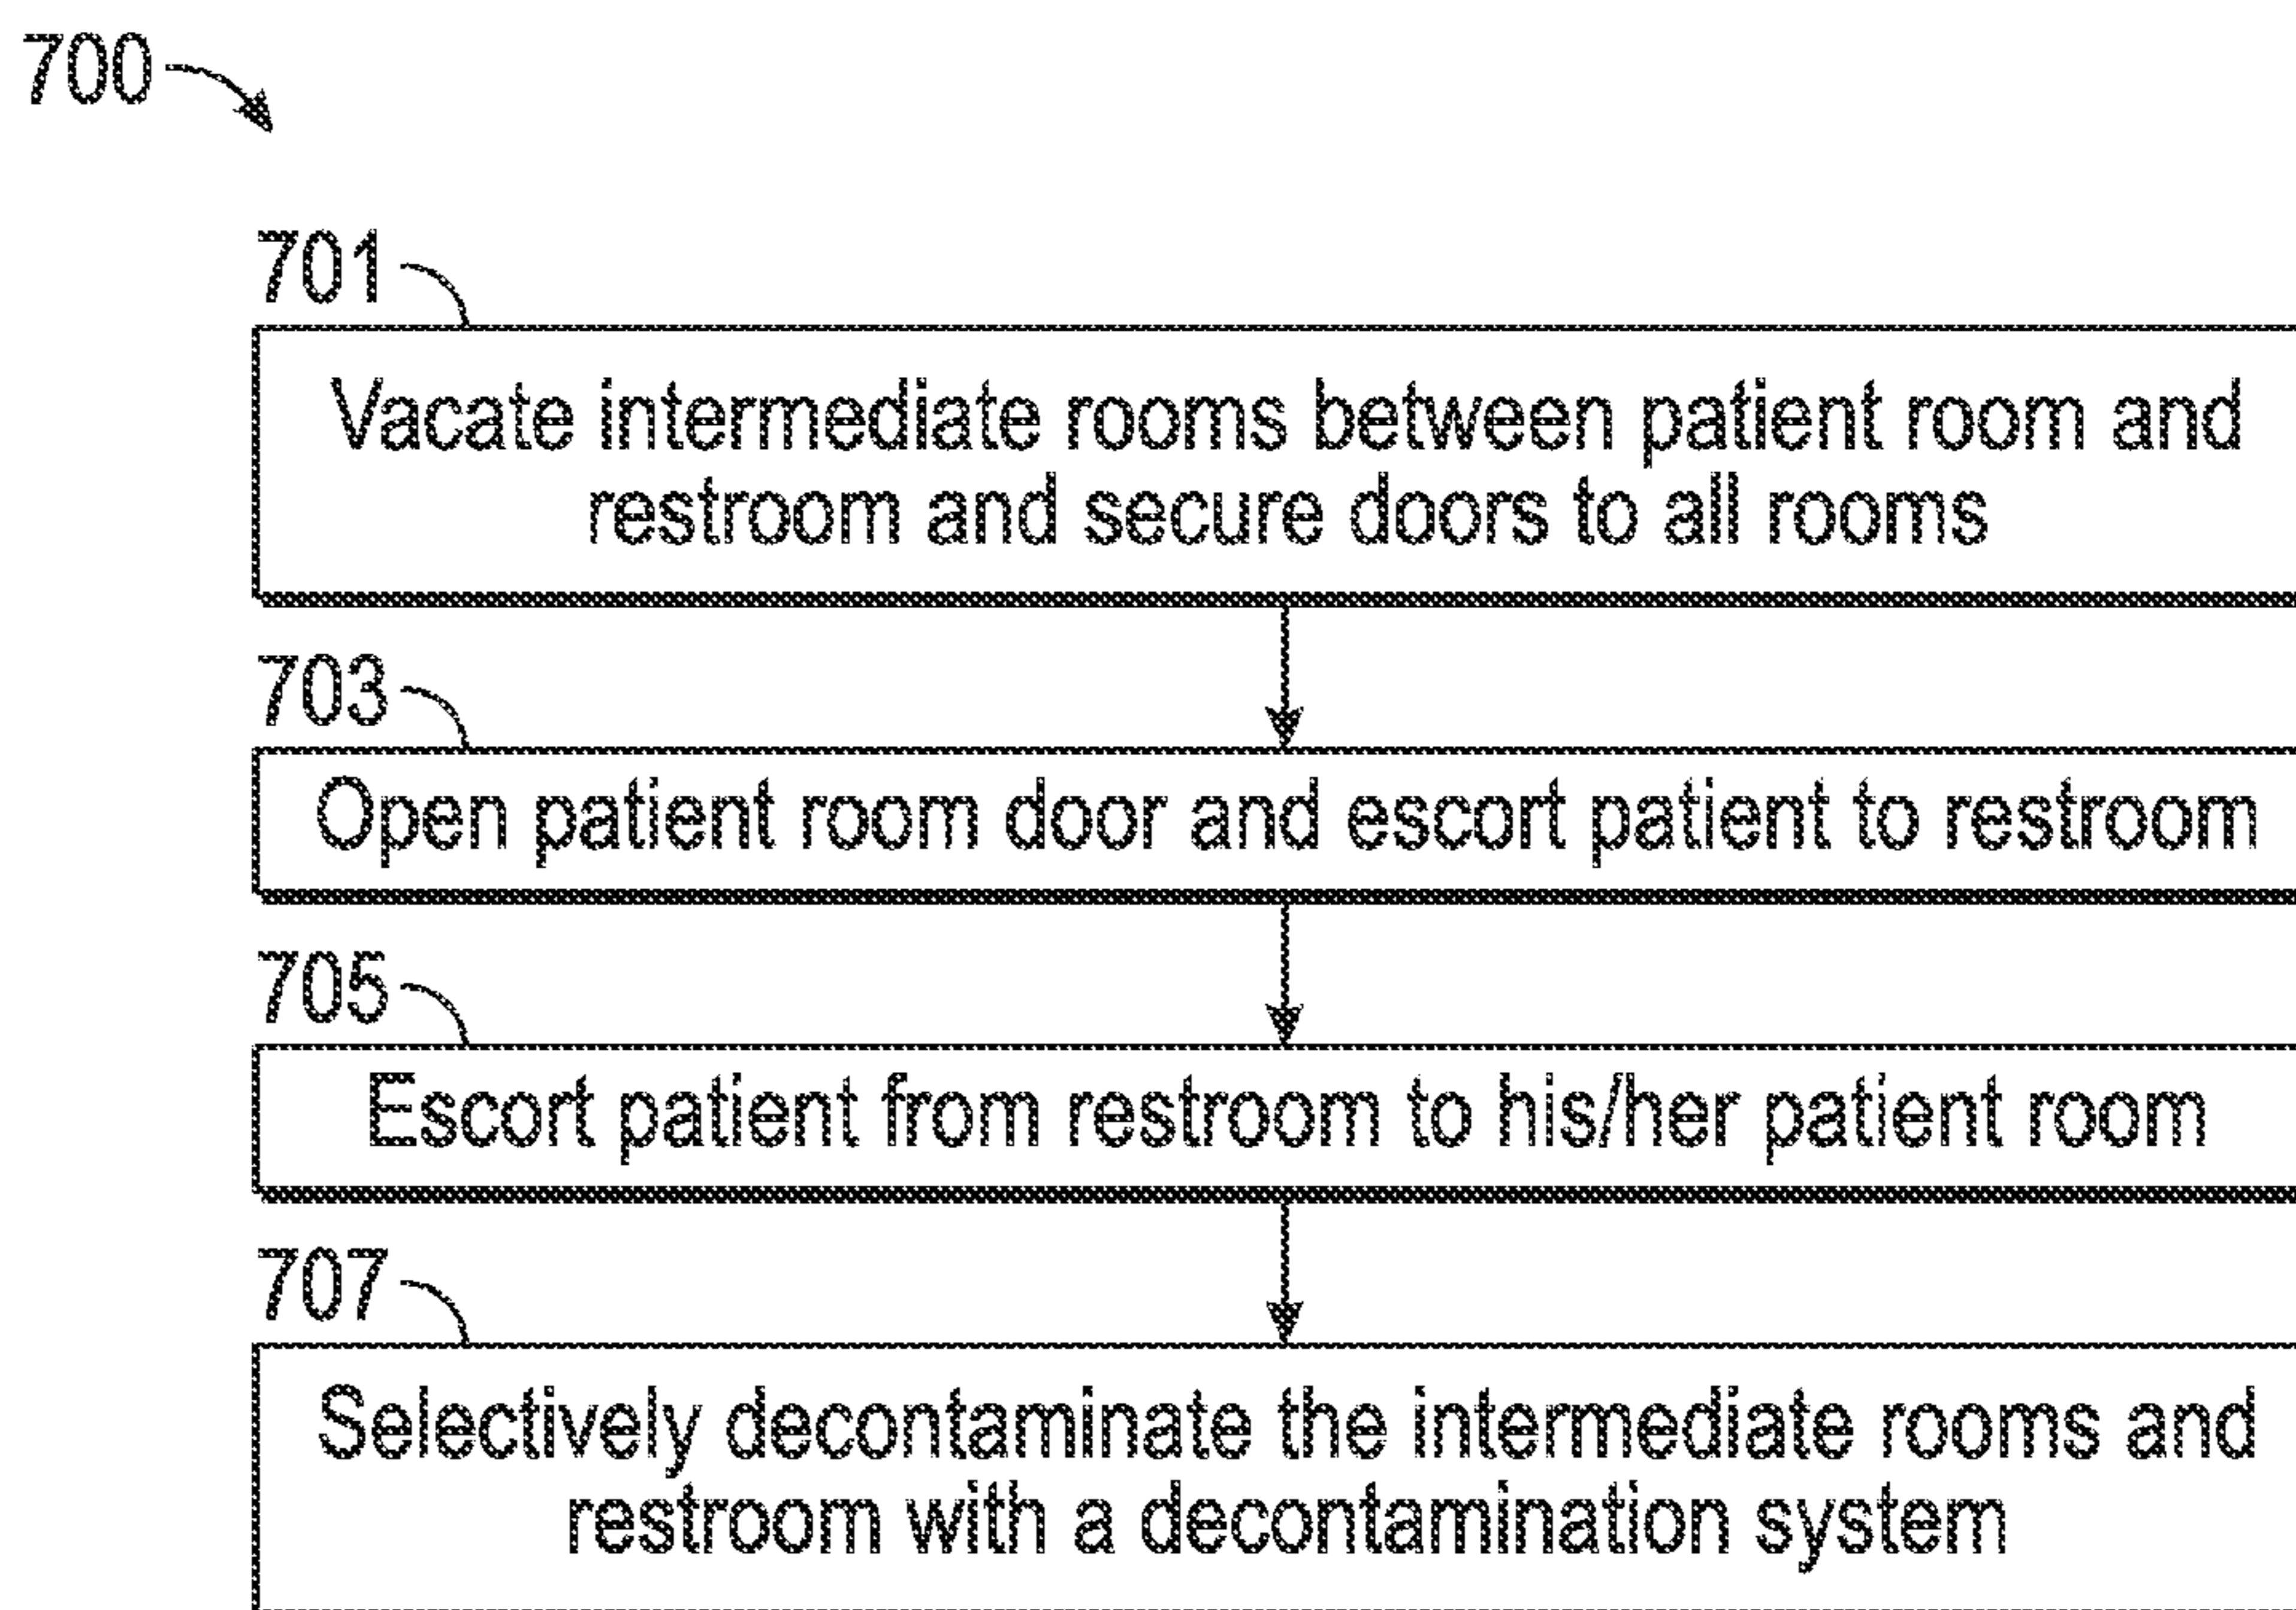 700
701
Vacate intermediate rooms between patient room and
restroom and secure doors to all rooms
703
Open patient room door and escort patient to restroom
705
Escort patient from restroom to his/her patient room
707
Selectively decontaminate the intermediate rooms and
restroom with a decontamination system